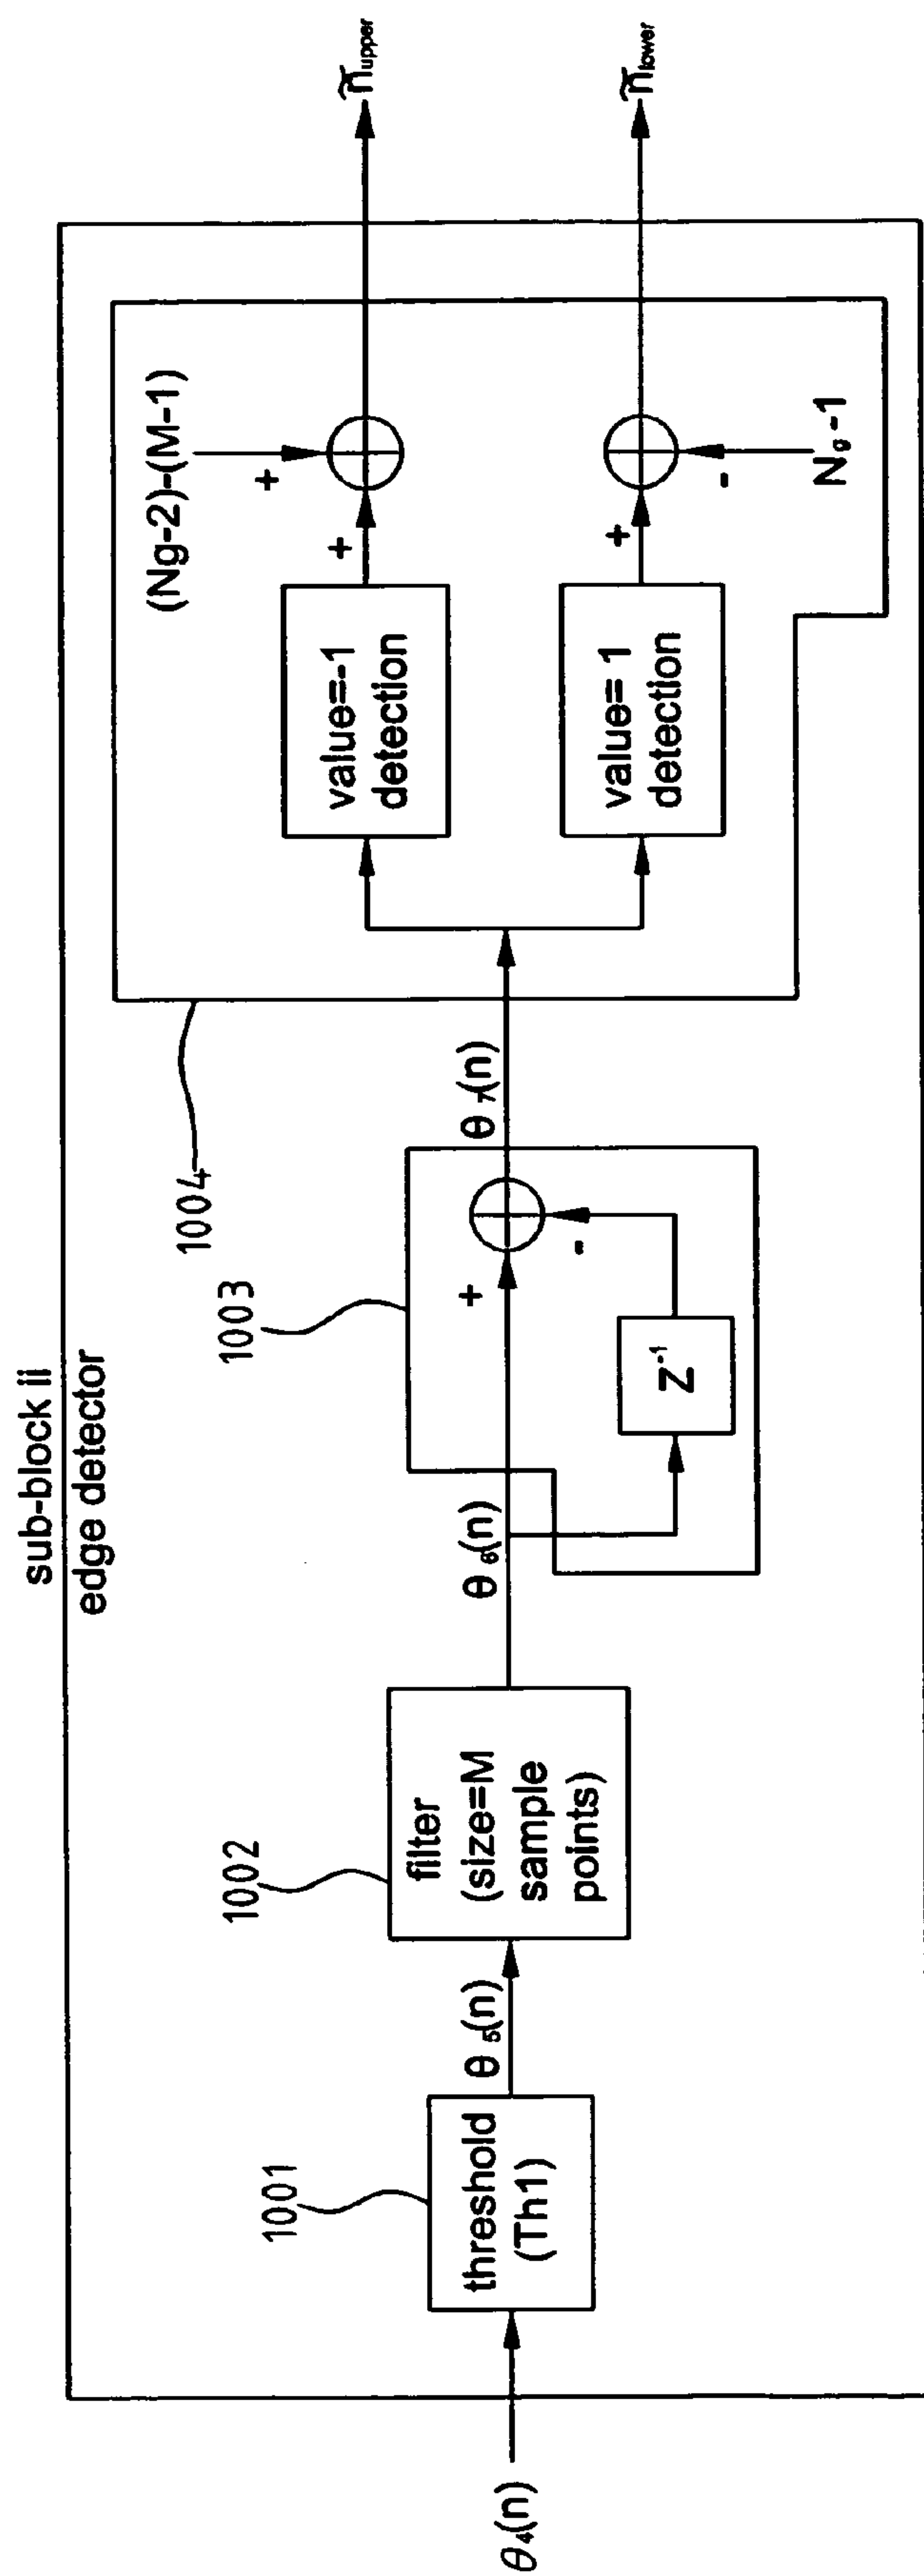 sub-block ii
edge detector
θ₄(n)
1001
threshold
(Th1)
θ₅(n)
1002
filter
(size=M
sample
points)
θ₆(n)
1003
+
-
Z⁻¹
θ₇(n)
1004
value=-1
detection
+
+
(Ng-2)-(M-1)
ñupper
value= 1
detection
+
-
Ng -1
ñlower